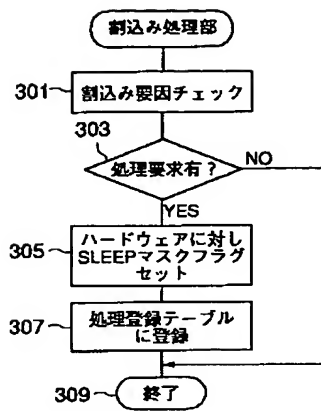 割込み処理部
301
割込み要因チェック
303
処理要求有?
NO
YES
305
ハードウェアに対し
SLEEPマスクフラグ
セット
307
処理登録テーブル
に登録
309
終了